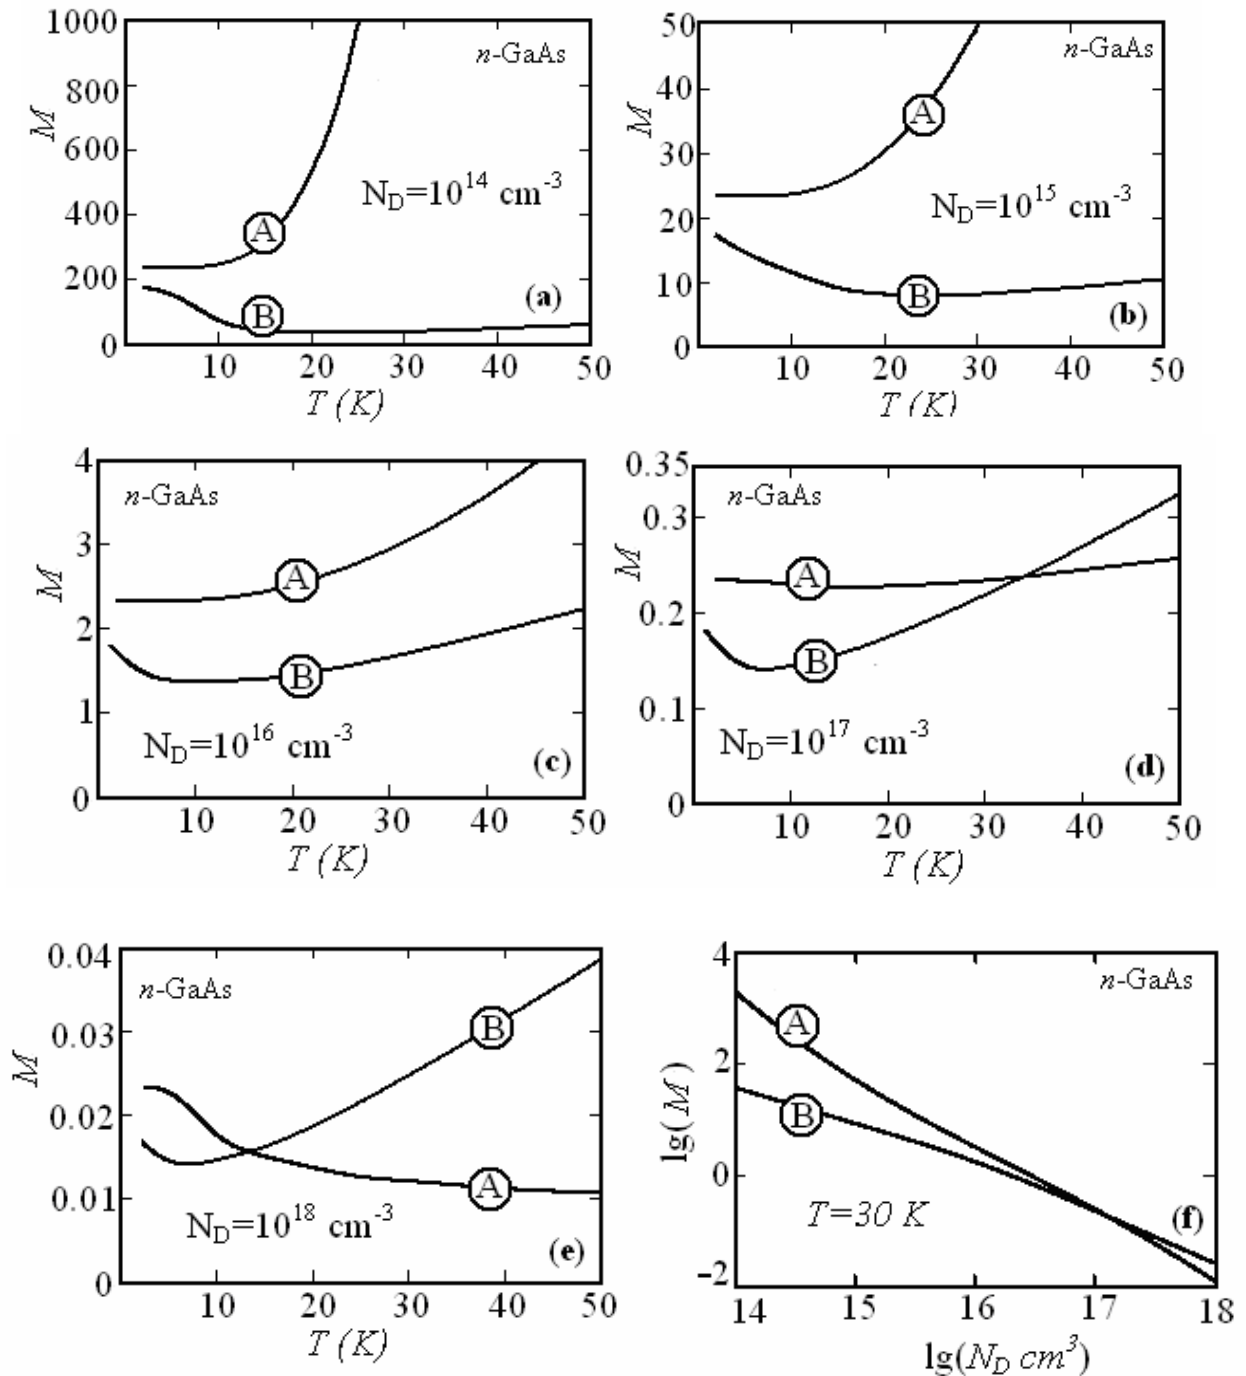 1000
800
600
400
200
0
M
n-GaAs
N_D=10^14 cm^-3
A
B
(a)
10 20 30 40 50
T (K)
50
40
30
20
10
0
M
n-GaAs
A
N_D=10^15 cm^-3
B
(b)
10 20 30 40 50
T (K)
4
3
2
1
0
M
n-GaAs
A
B
N_D=10^16 cm^-3
(c)
10 20 30 40 50
T (K)
0.35
0.3
0.2
0.1
0
M
n-GaAs
A
B
N_D=10^17 cm^-3
(d)
10 20 30 40 50
T (K)
0.04
0.03
0.02
0.01
0
M
n-GaAs
B
A
N_D=10^18 cm^-3
(e)
10 20 30 40 50
T (K)
4
2
0
−2
lg(M)
n-GaAs
A
B
T=30 K
(f)
14 15 16 17 18
lg(N_D cm^3)